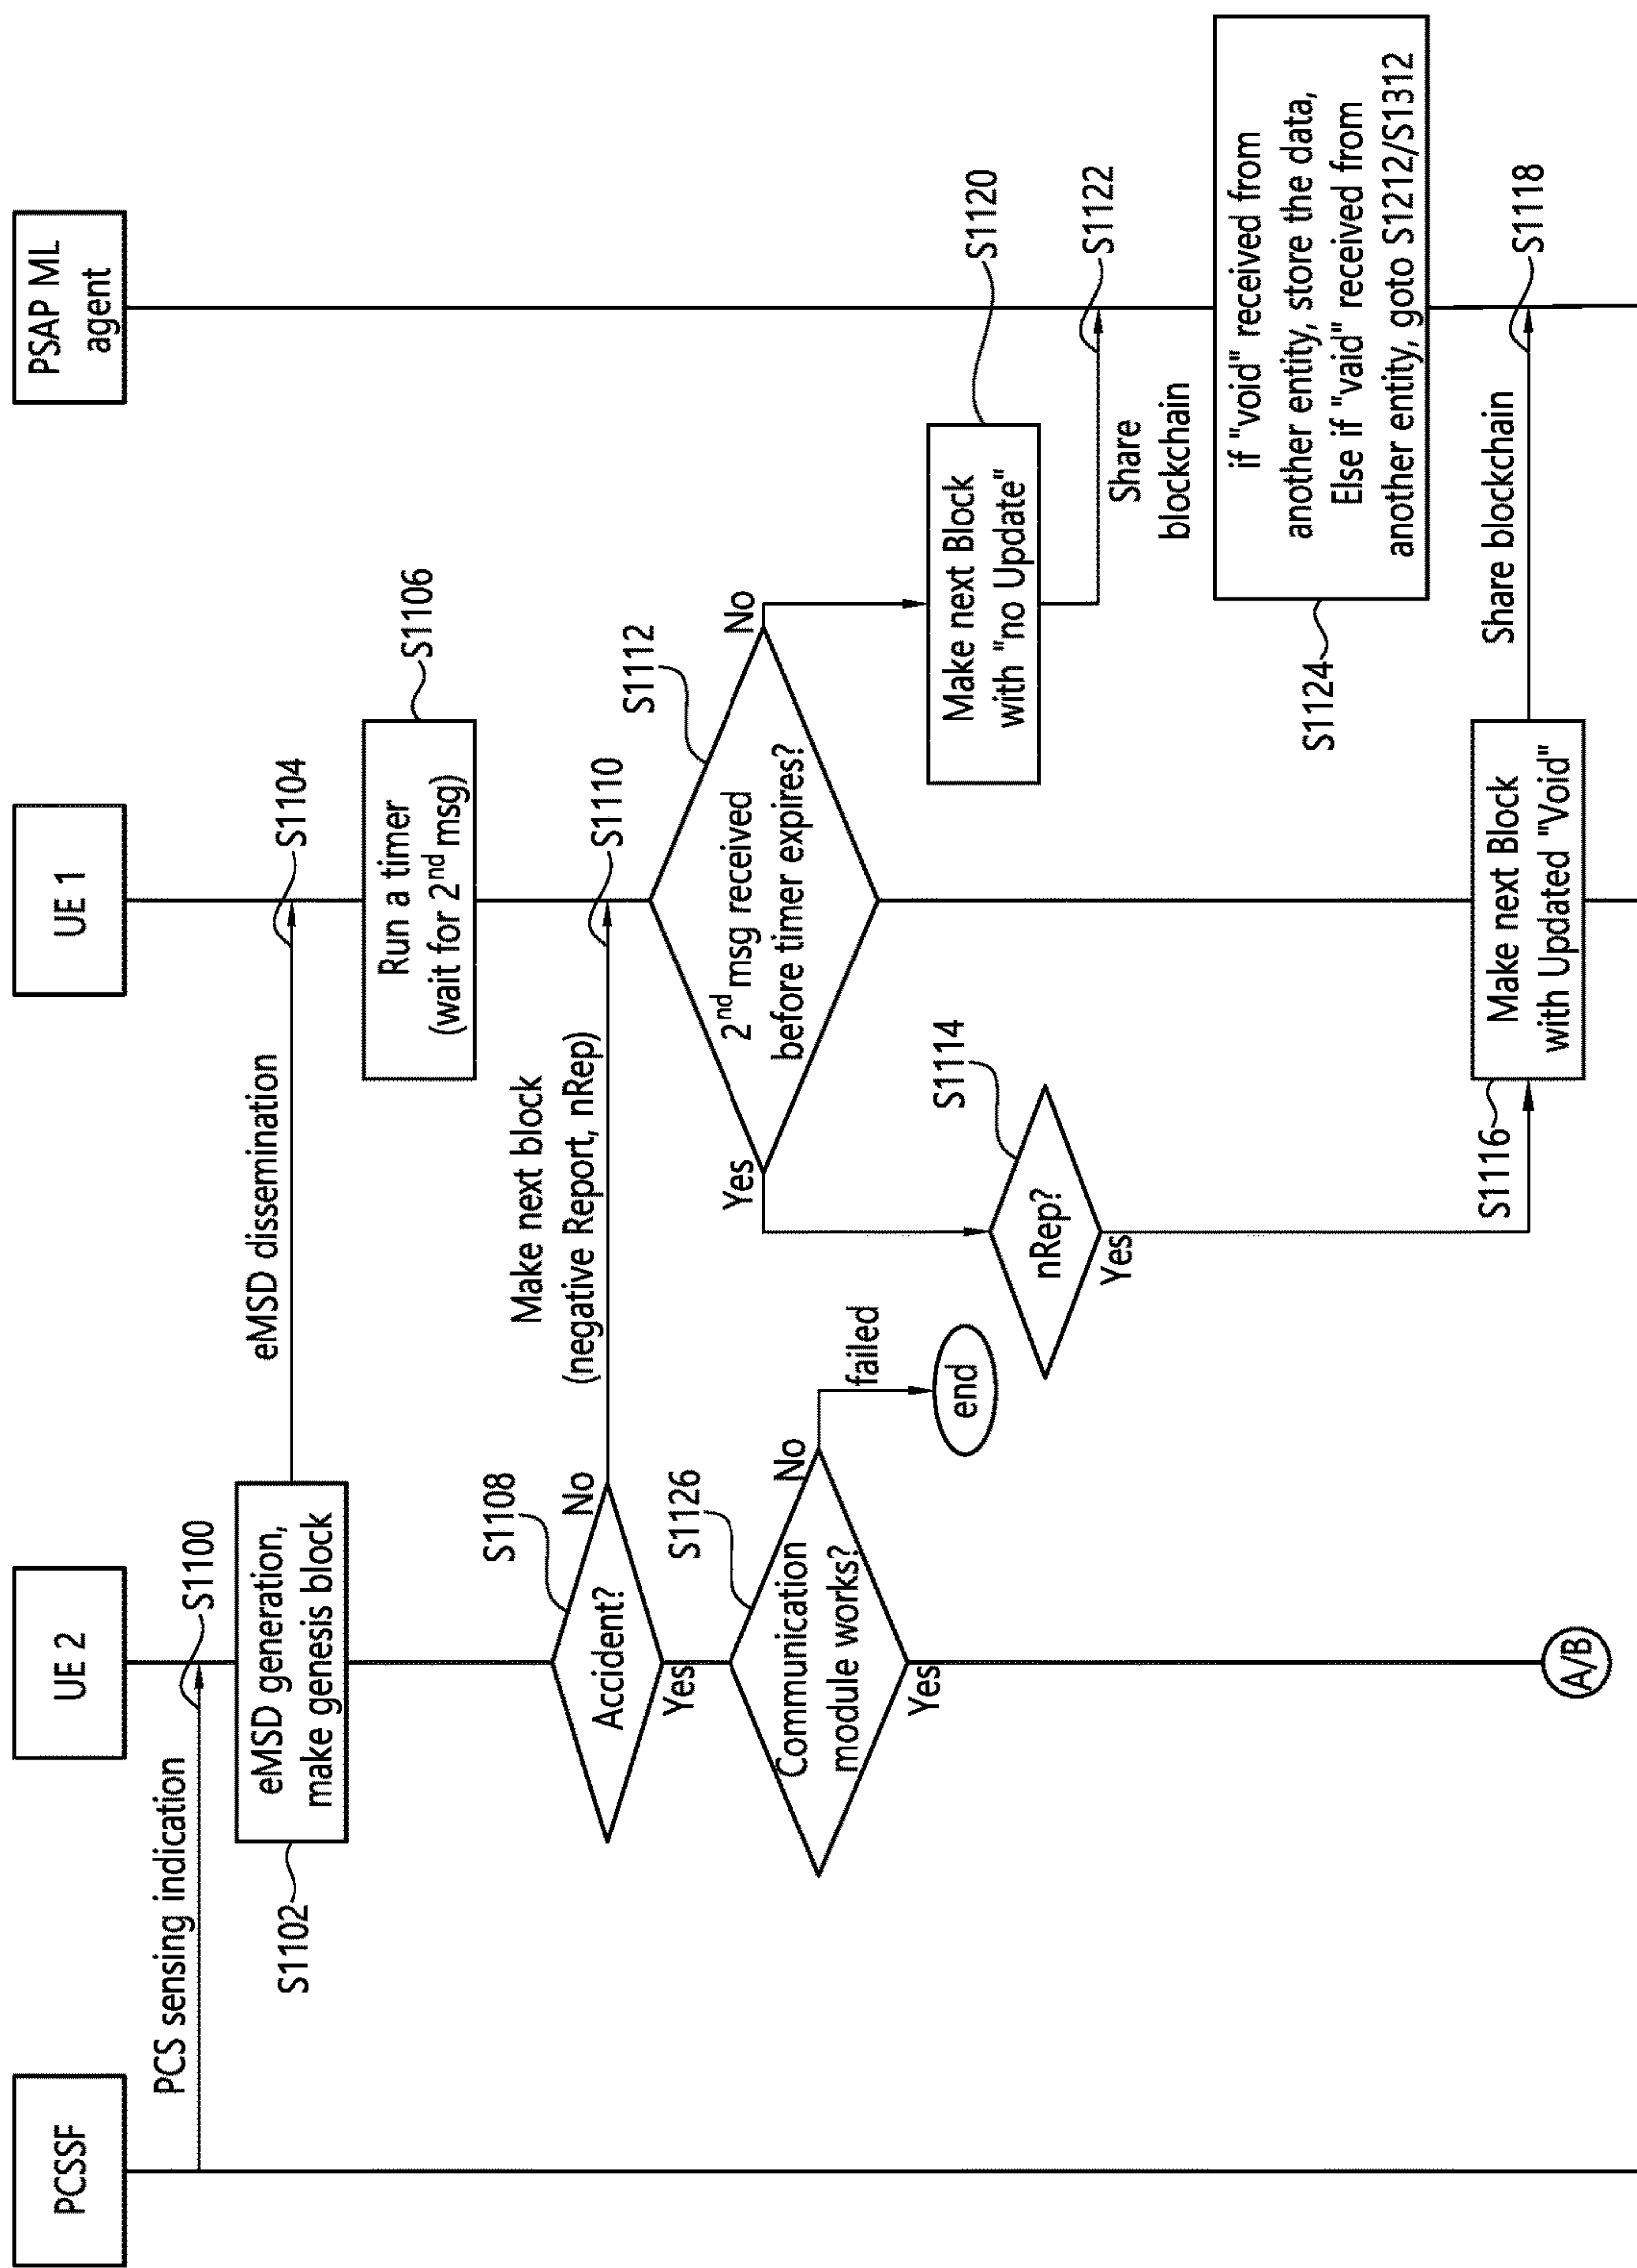 PCSSF
UE 2
UE 1
PSAP ML
agent
PCS sensing indication
S1100
eMSD generation,
make genesis block
S1102
eMSD dissemination
S1104
Run a timer
(wait for 2nd msg)
S1106
Accident?
S1108
No
Yes
Make next block
(negative Report, nRep)
S1110
2nd msg received
before timer expires?
S1112
Yes
No
Communication
module works?
S1126
No
Yes
failed
end
nRep?
S1114
Yes
Make next Block
with "no Update"
S1120
Share
blockchain
S1122
if "void" received from
another entity, store the data,
Else if "vaid" received from
another entity, goto S1212/S1312
S1124
Make next Block
with Updated "Void"
S1116
Share blockchain
S1118
A/B